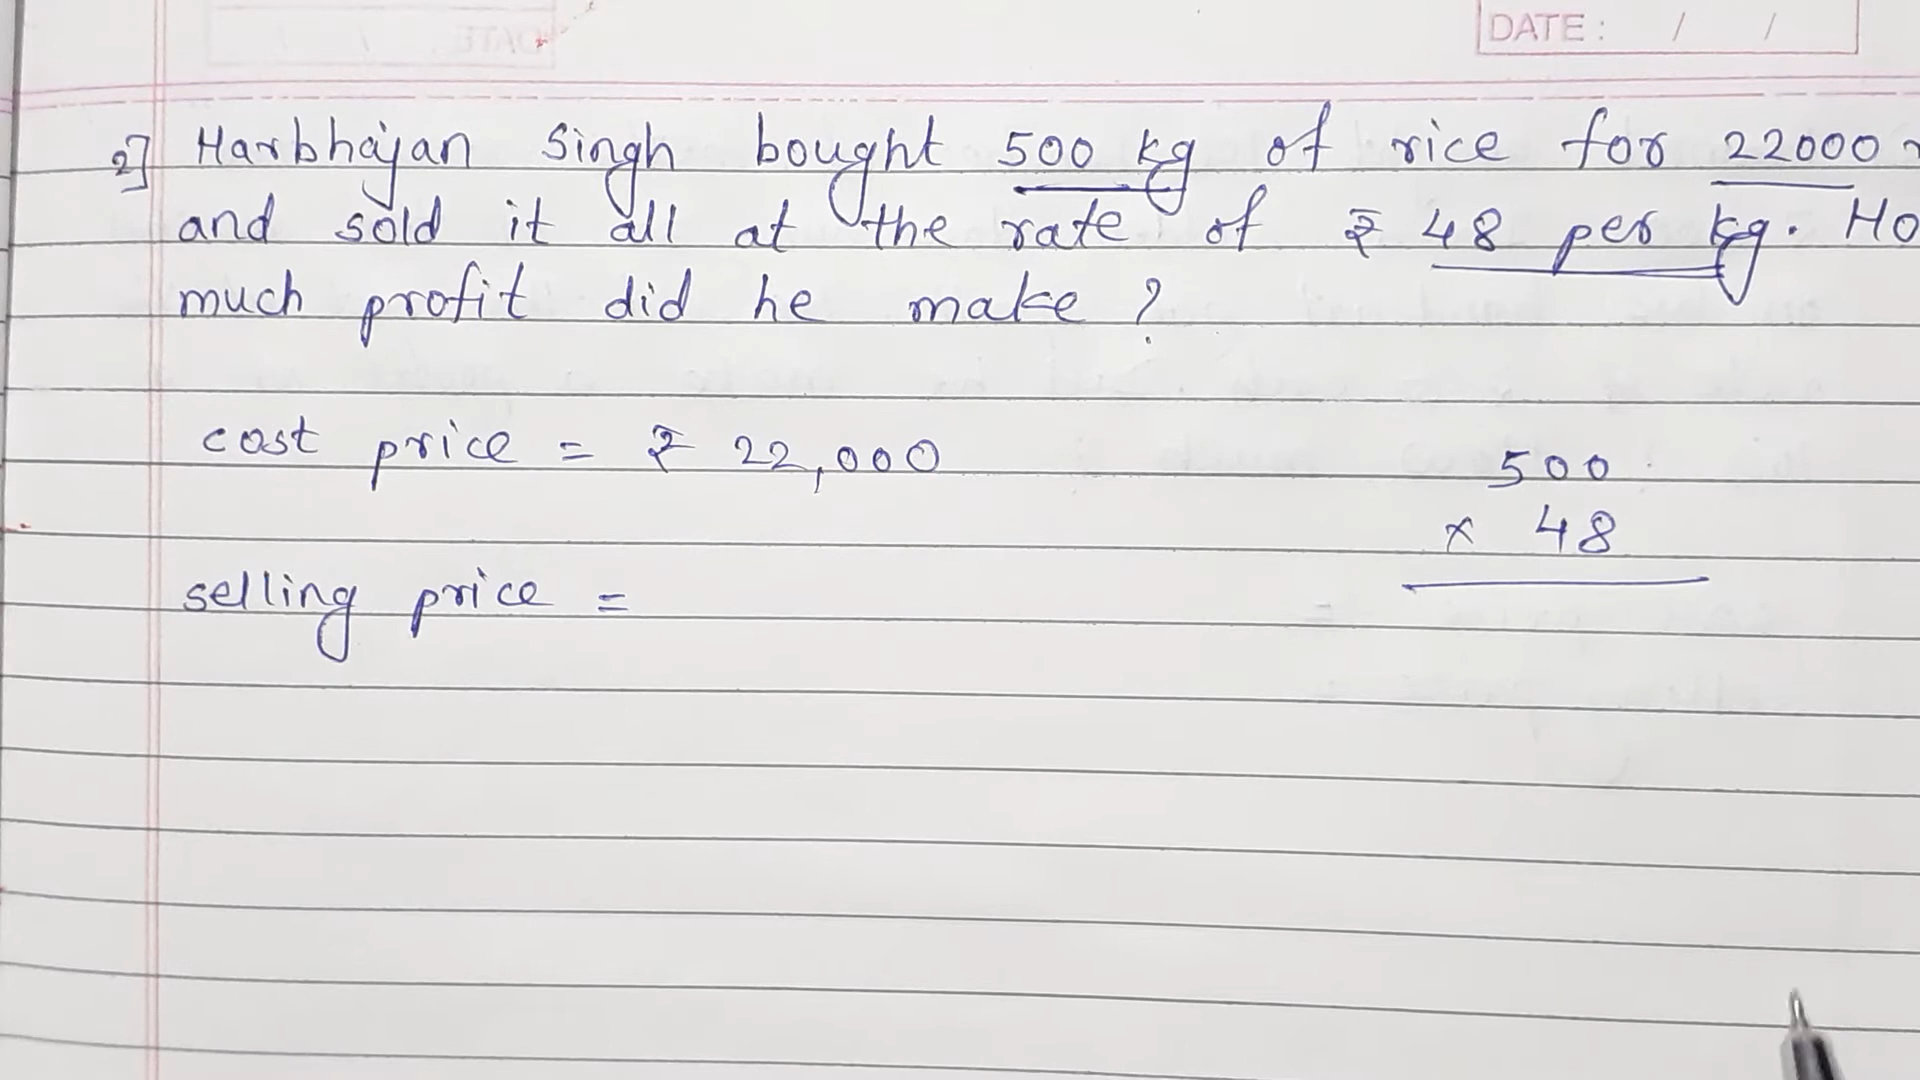 DATE: / /
2] Harbhajan Singh bought 500 kg of rice for 22000
and sold it all at the rate of ₹ 48 per kg. Ho
much profit did he make ?
cost price = ₹ 22,000
500
× 48
selling price =